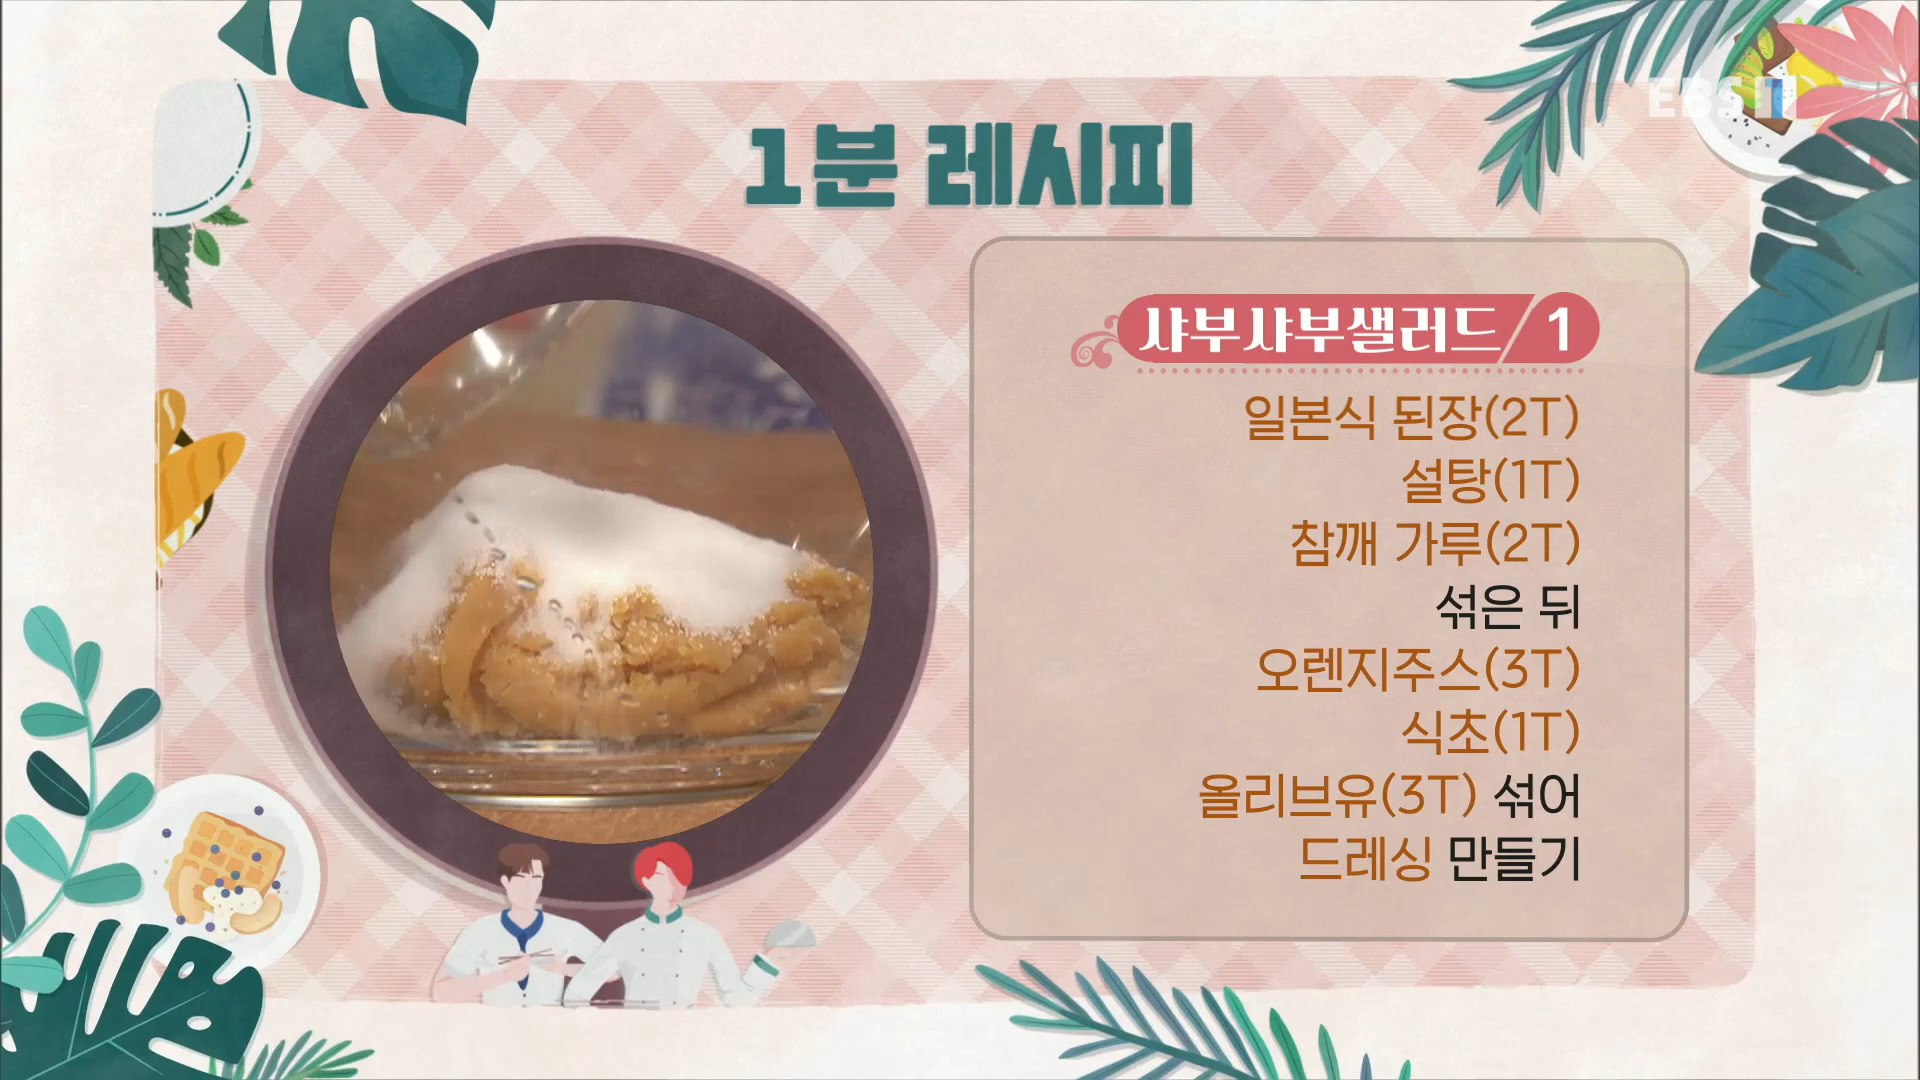 EBS 1
1분 레시피
샤부샤부샐러드 1
일본식 된장(2T)
설탕(1T)
참깨 가루(2T)
섞은 뒤
오렌지주스(3T)
식초(1T)
올리브유(3T) 섞어
드레싱 만들기